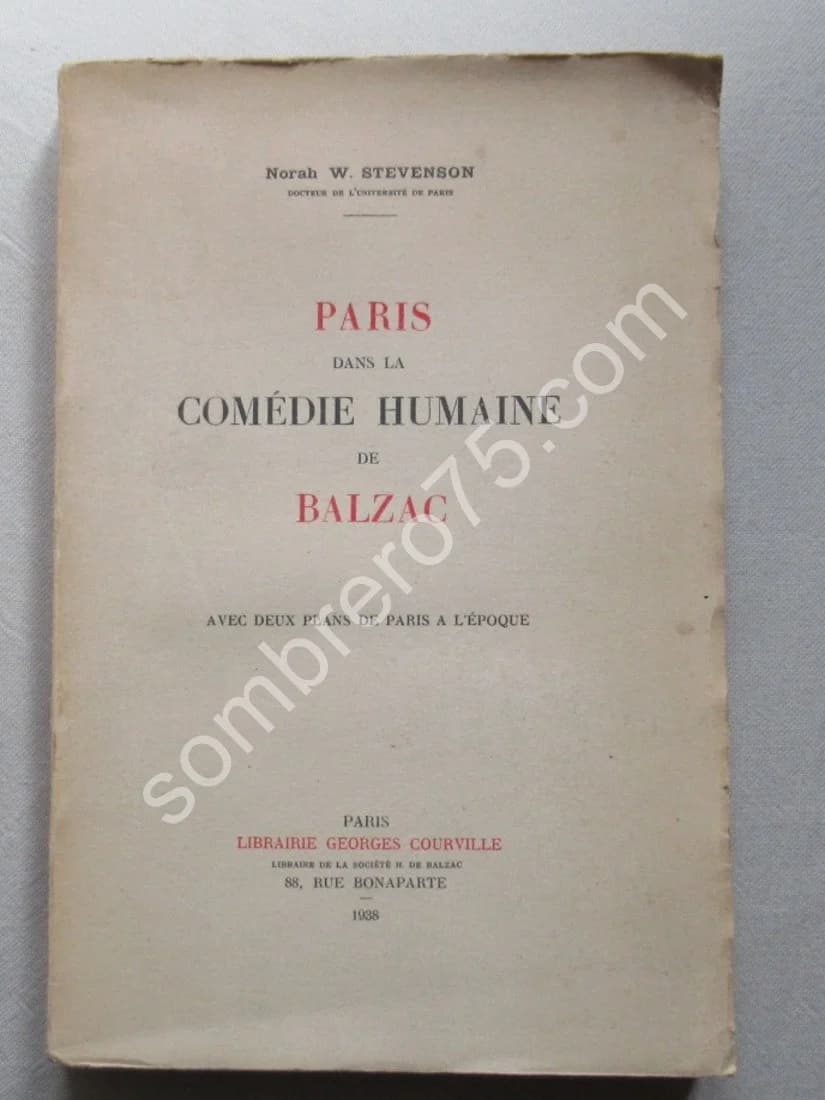 Norah W. STEVENSON
DOCTEUR DE L'UNIVERSITÉ DE PARIS
PARIS
DANS LA
COMÉDIE HUMAINE
DE
BALZAC
AVEC DEUX PLANS DE PARIS A L'ÉPOQUE
PARIS
LIBRAIRIE GEORGES COURVILLE
LIBRAIRE DE LA SOCIÉTÉ H. DE BALZAC
88, RUE BONAPARTE
1938
sombrero75.com